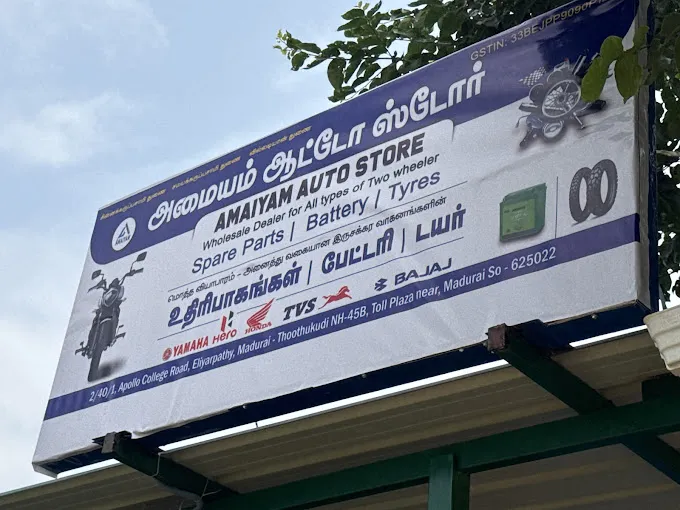 துணை
துணை
துணை
GSTIN: 33BEJPP9090P
அமையம் ஆட்டோ ஸ்டோர்
AMAIYAM AUTO STORE
Wholesale Dealer for All types of Two wheeler
Spare Parts | Battery | Tyres
மொத்த வியாபாரம் - அனைத்து வகையான இருசக்கர வாகனங்களின்
உதிரிபாகங்கள் | பேட்டரி | டயர்
YAMAHA Hero HONDA TVS BAJAJ
2/40/1, Apollo College Road, Eliyarpathy, Madurai - Thoothukudi NH-45B, Toll Plaza near, Madurai So - 625022